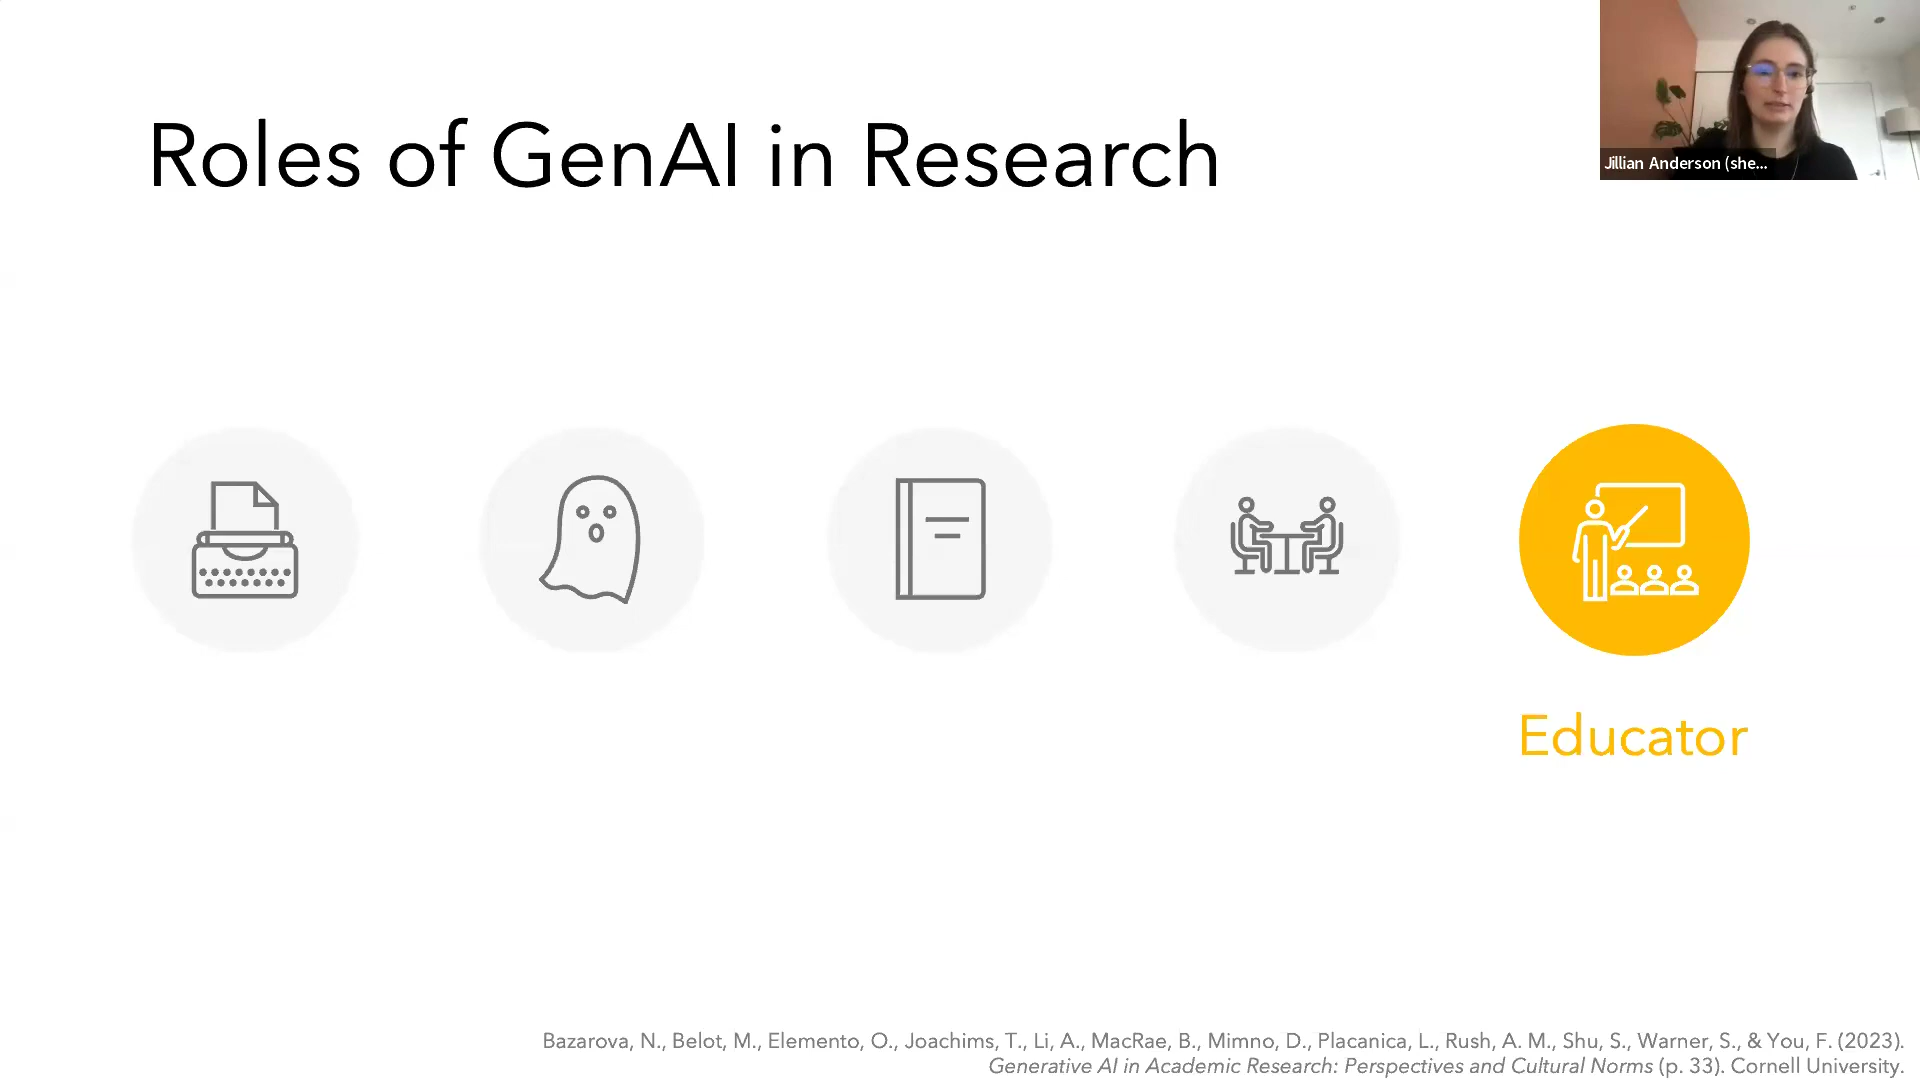 Roles of GenAI in Research
Jillian Anderson (she...
Educator
Bazarova, N., Belot, M., Elemento, O., Joachims, T., Li, A., MacRae, B., Mimno, D., Placanica, L., Rush, A. M., Shu, S., Warner, S., & You, F. (2023).
Generative AI in Academic Research: Perspectives and Cultural Norms (p. 33). Cornell University.